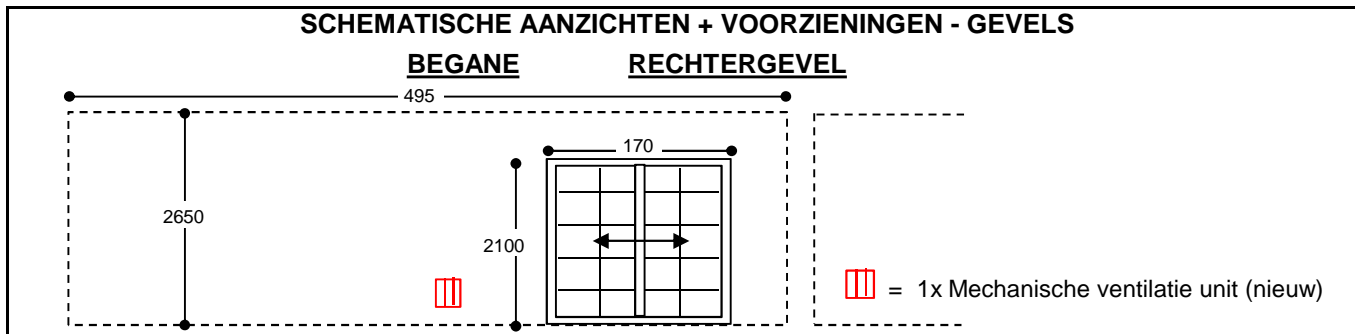 SCHEMATISCHE AANZICHTEN + VOORZIENINGEN - GEVELS
BEGANE RECHTERGEVEL
495
170
2650
2100
= 1x Mechanische ventilatie unit (nieuw)